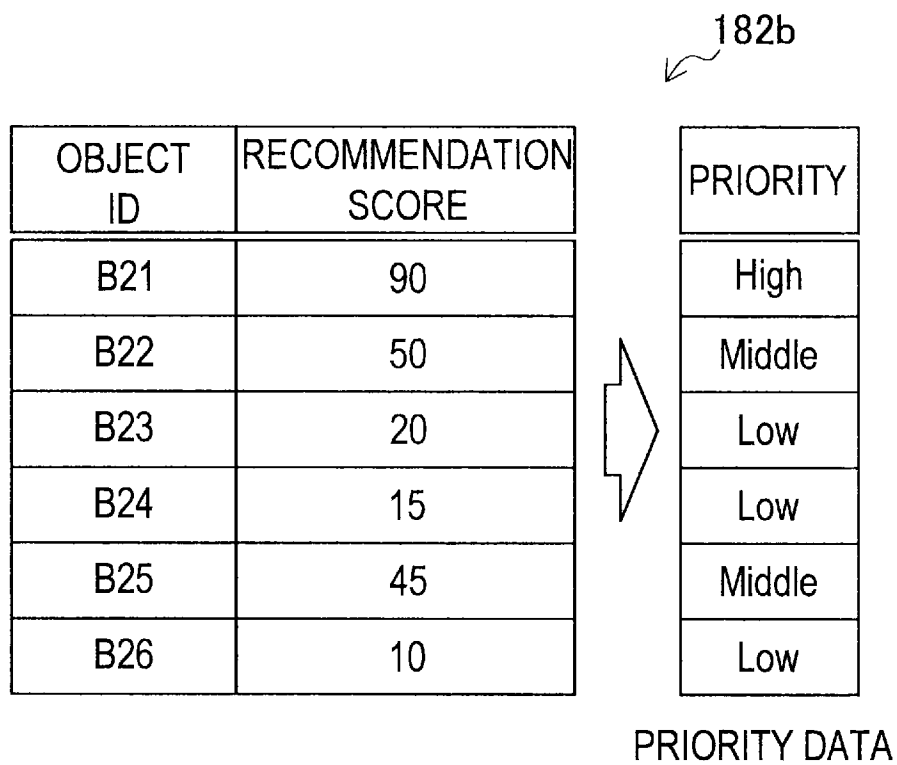 182b
OBJECT ID RECOMMENDATION SCORE PRIORITY
B21 90 High
B22 50 Middle
B23 20 Low
B24 15 Low
B25 45 Middle
B26 10 Low
PRIORITY DATA